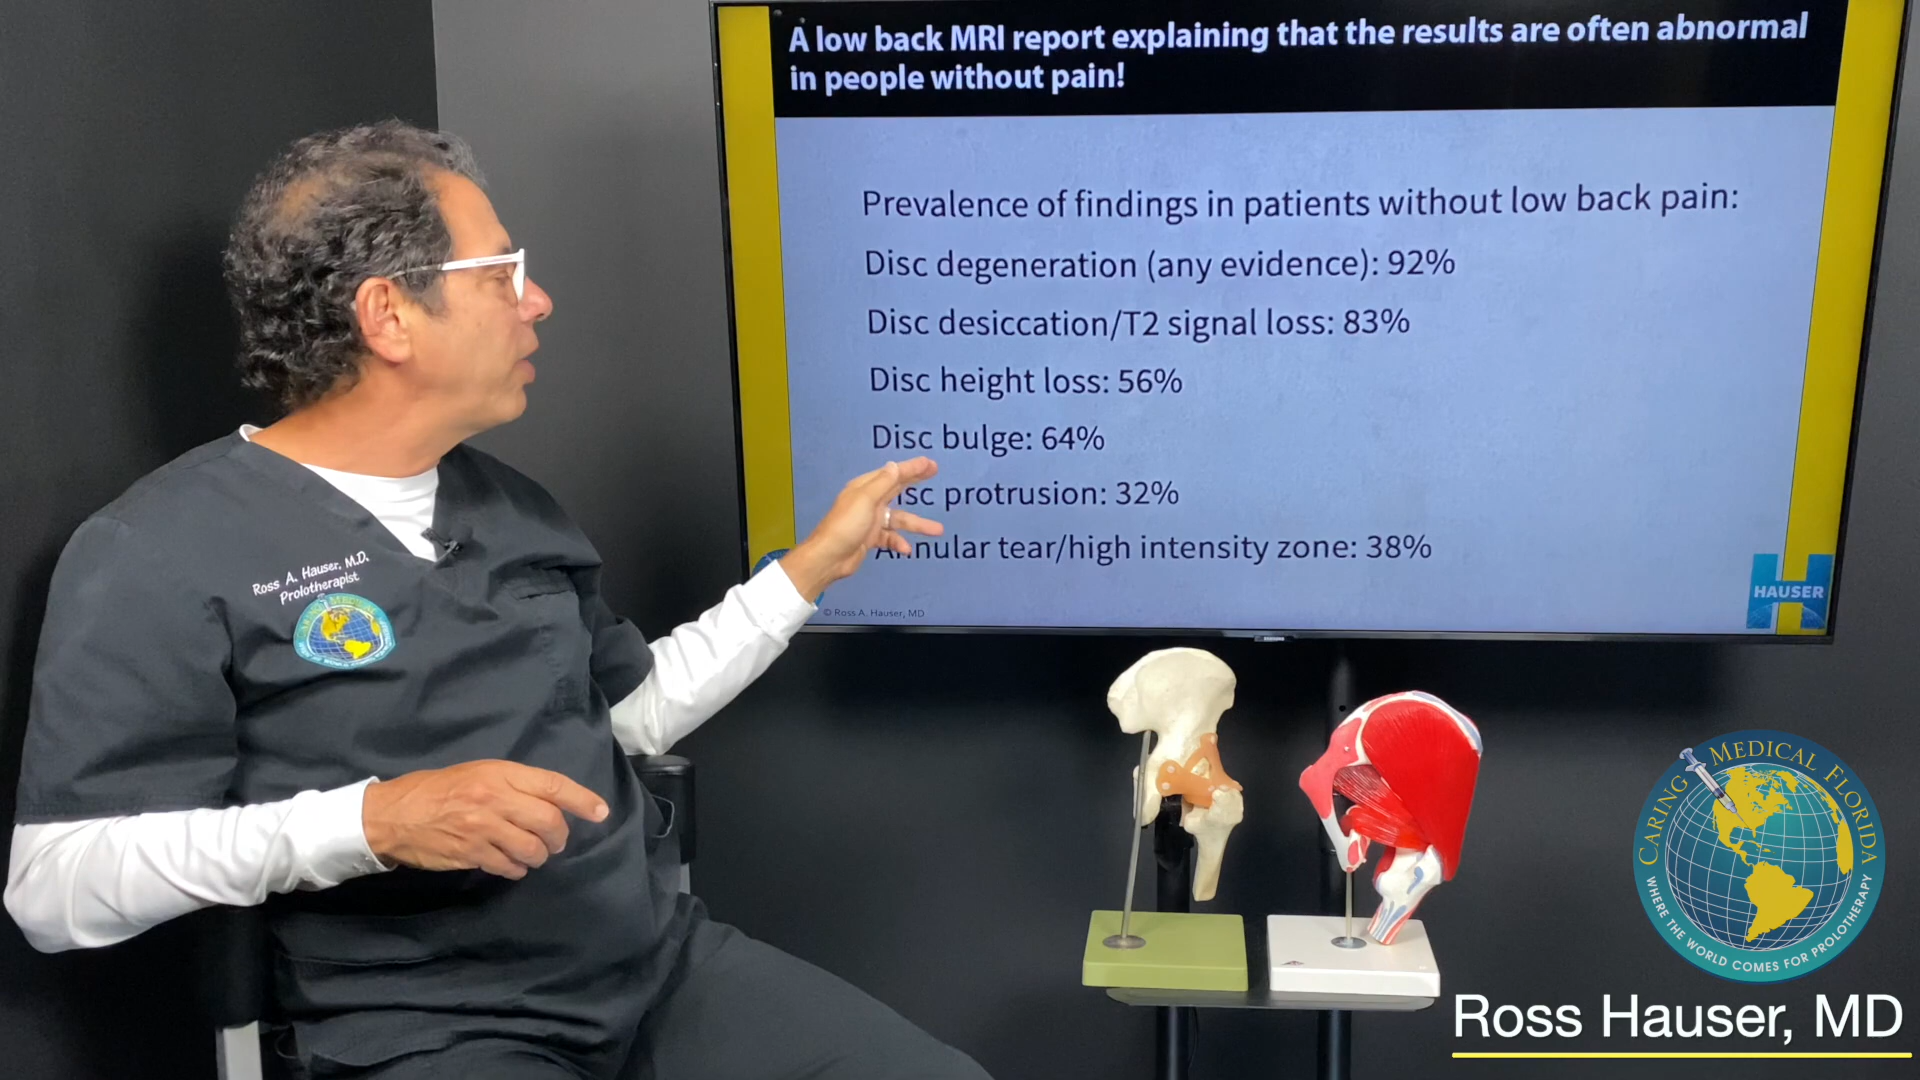 A low back MRI report explaining that the results are often abnormal
in people without pain!
Prevalence of findings in patients without low back pain:
Disc degeneration (any evidence): 92%
Disc desiccation/T2 signal loss: 83%
Disc height loss: 56%
Disc bulge: 64%
isc protrusion: 32%
Annular tear/high intensity zone: 38%
© Ross A. Hauser, MD
HAUSER
Ross A. Hauser, M.D.
Prolotherapist
CARING MEDICAL FLORIDA
WHERE THE WORLD COMES FOR PROLOTHERAPY
Ross Hauser, MD